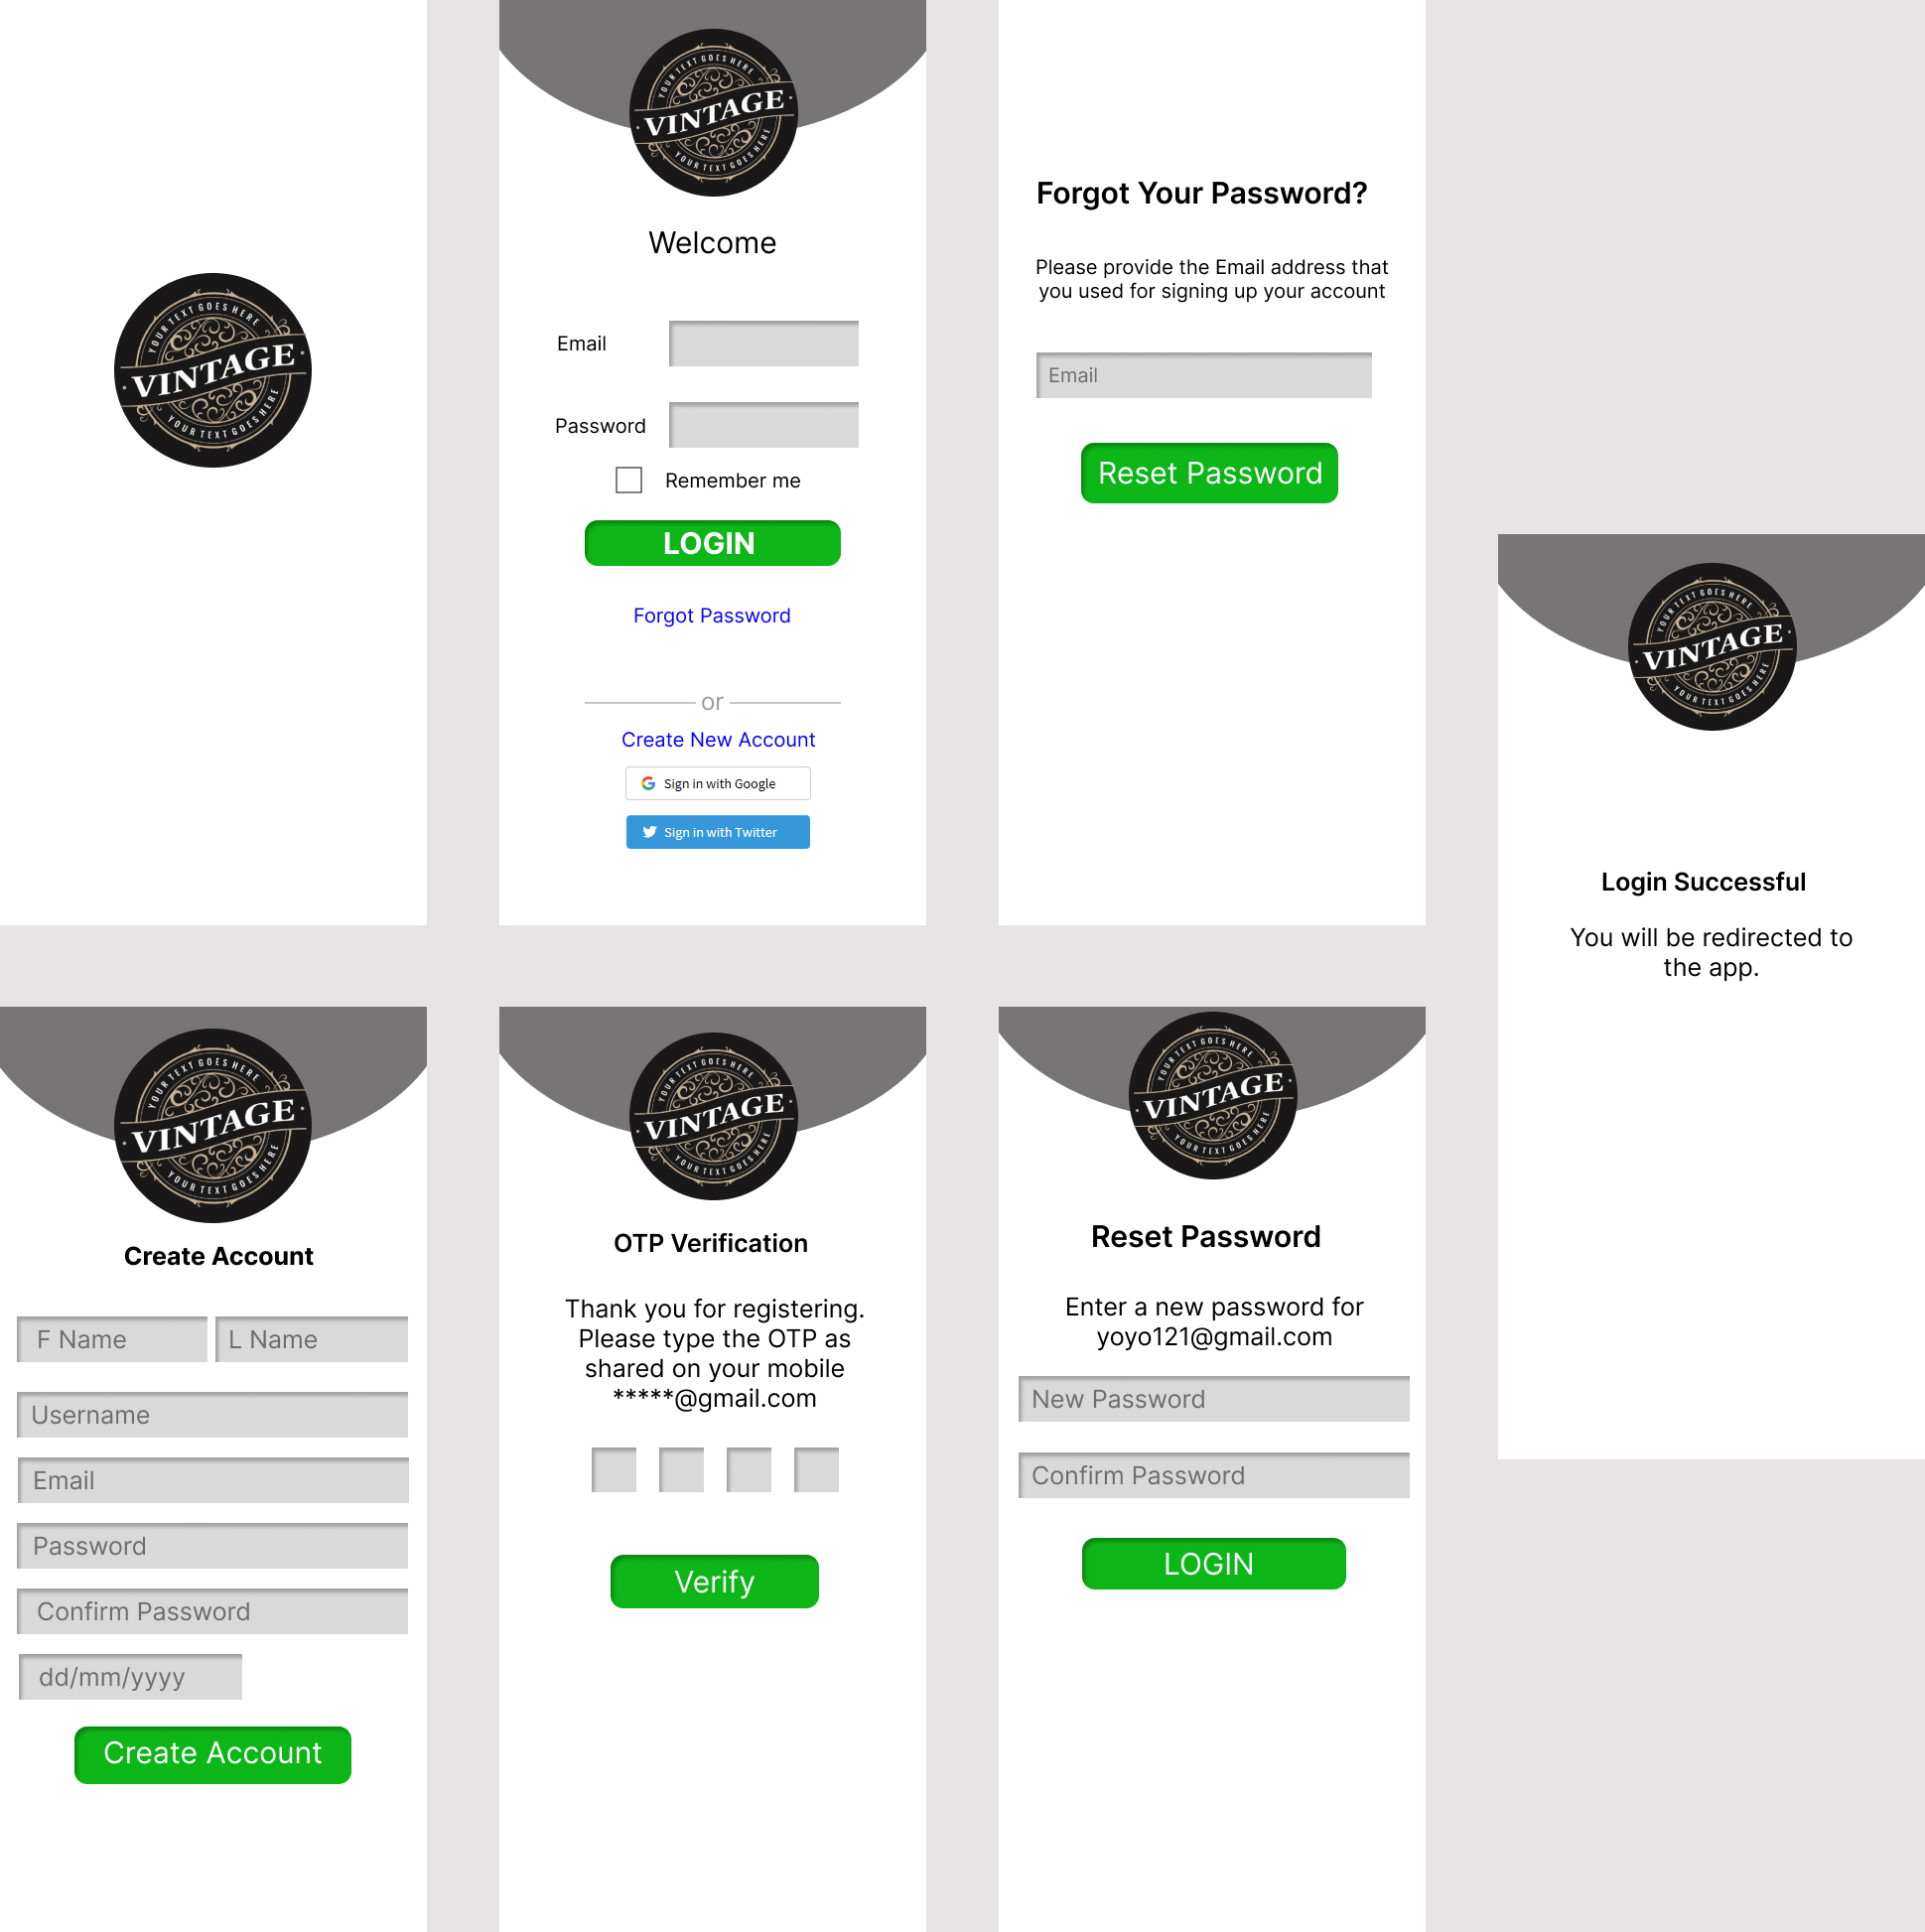 YOUR TEXT GOES HERE
VINTAGE
YOUR TEXT GOES HERE
YOUR TEXT GOES HERE
VINTAGE
YOUR TEXT GOES HERE
Welcome
Email
Password
Remember me
LOGIN
Forgot Password
or
Create New Account
Sign in with Google
Sign in with Twitter
Forgot Your Password?
Please provide the Email address that
you used for signing up your account
Email
Reset Password
YOUR TEXT GOES HERE
VINTAGE
YOUR TEXT GOES HERE
Login Successful
You will be redirected to
the app.
YOUR TEXT GOES HERE
VINTAGE
YOUR TEXT GOES HERE
Create Account
F Name
L Name
Username
Email
Password
Confirm Password
dd/mm/yyyy
Create Account
YOUR TEXT GOES HERE
VINTAGE
YOUR TEXT GOES HERE
OTP Verification
Thank you for registering.
Please type the OTP as
shared on your mobile
*****@gmail.com
Verify
YOUR TEXT GOES HERE
VINTAGE
YOUR TEXT GOES HERE
Reset Password
Enter a new password for
yoyo121@gmail.com
New Password
Confirm Password
LOGIN